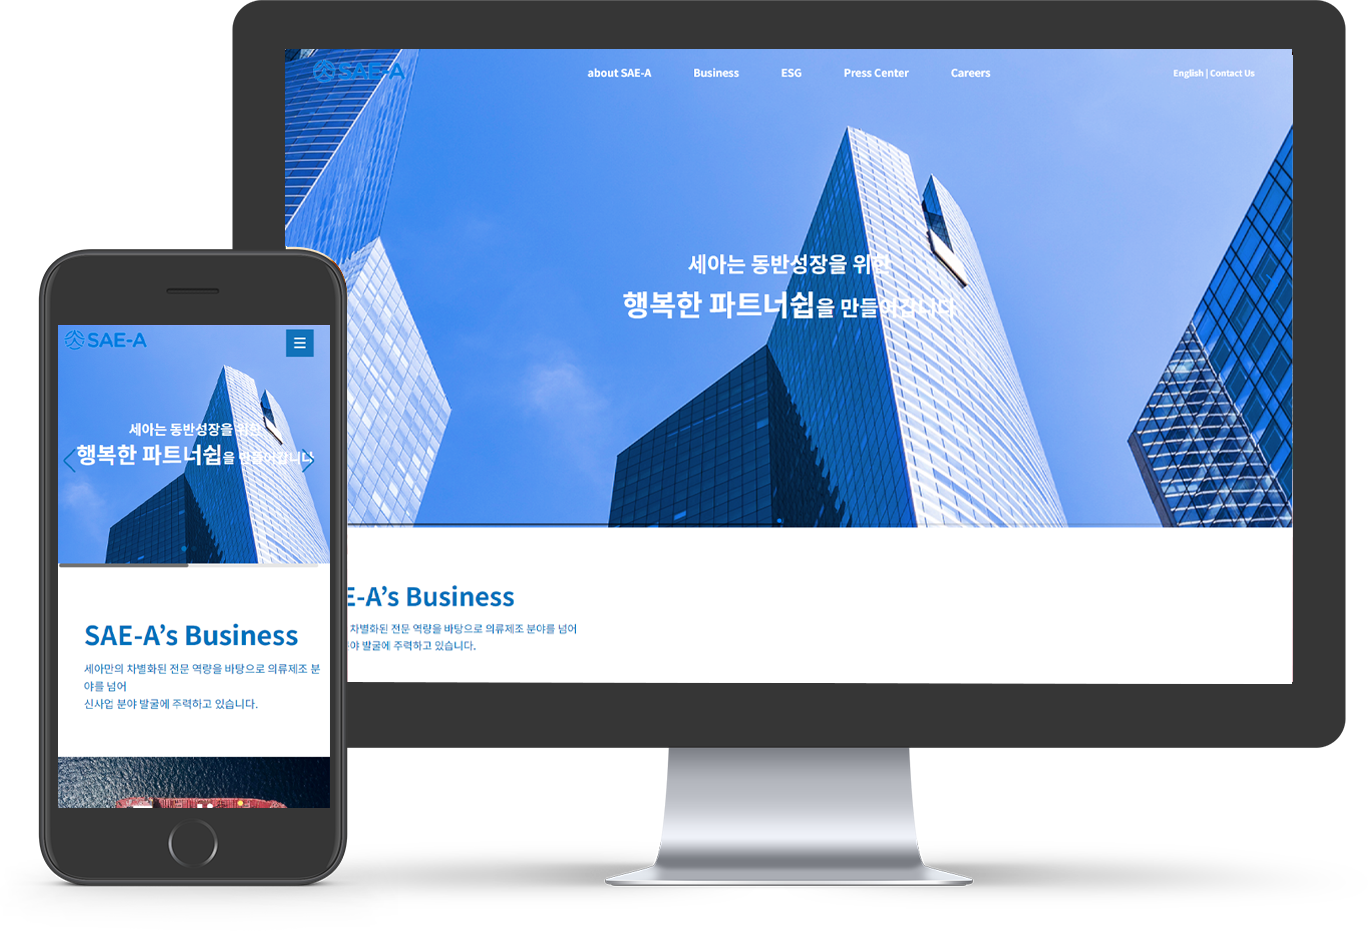 SAE-A
about SAE-A
Business
ESG
Press Center
Careers
English | Contact Us
세아는 동반성장을 위한
행복한 파트너쉽을 만들어갑니다
E-A’s Business
차별화된 전문 역량을 바탕으로 의류제조 분야를 넘어
야 발굴에 주력하고 있습니다.
SAE-A
세아는 동반성장을 위한
행복한 파트너쉽을 만들어갑니다
SAE-A’s Business
세아만의 차별화된 전문 역량을 바탕으로 의류제조 분
야를 넘어
신사업 분야 발굴에 주력하고 있습니다.